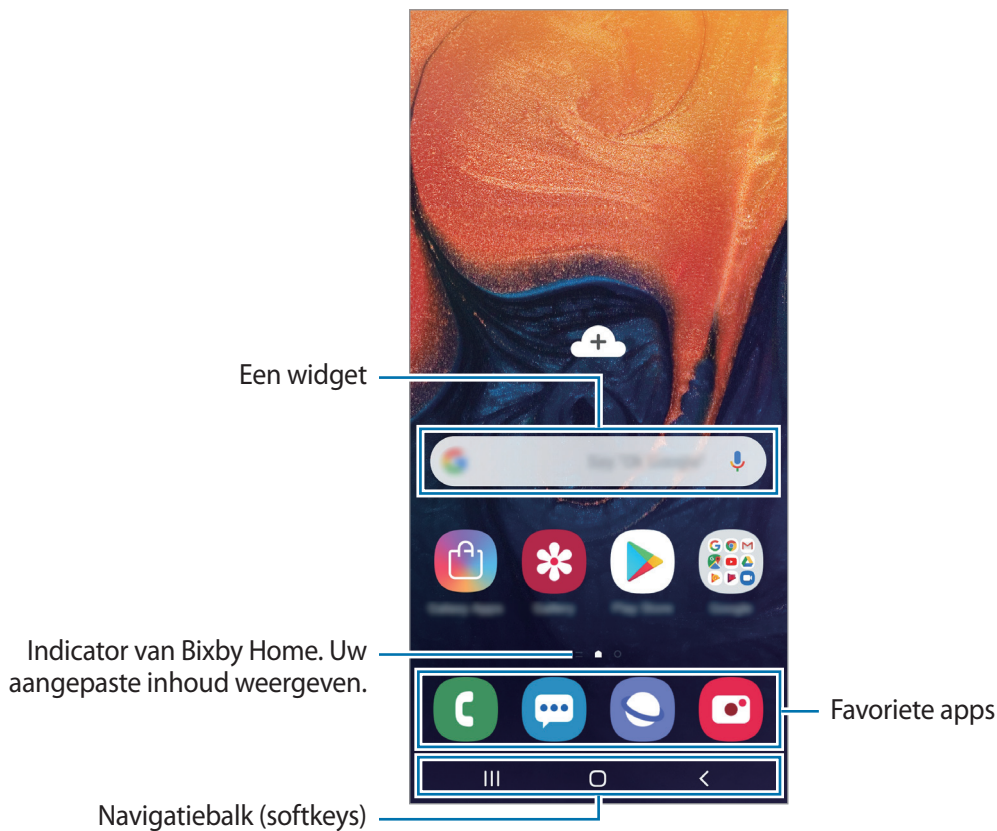 Een widget
Indicator van Bixby Home. Uw
aangepaste inhoud weergeven.
Favoriete apps
Navigatiebalk (softkeys)